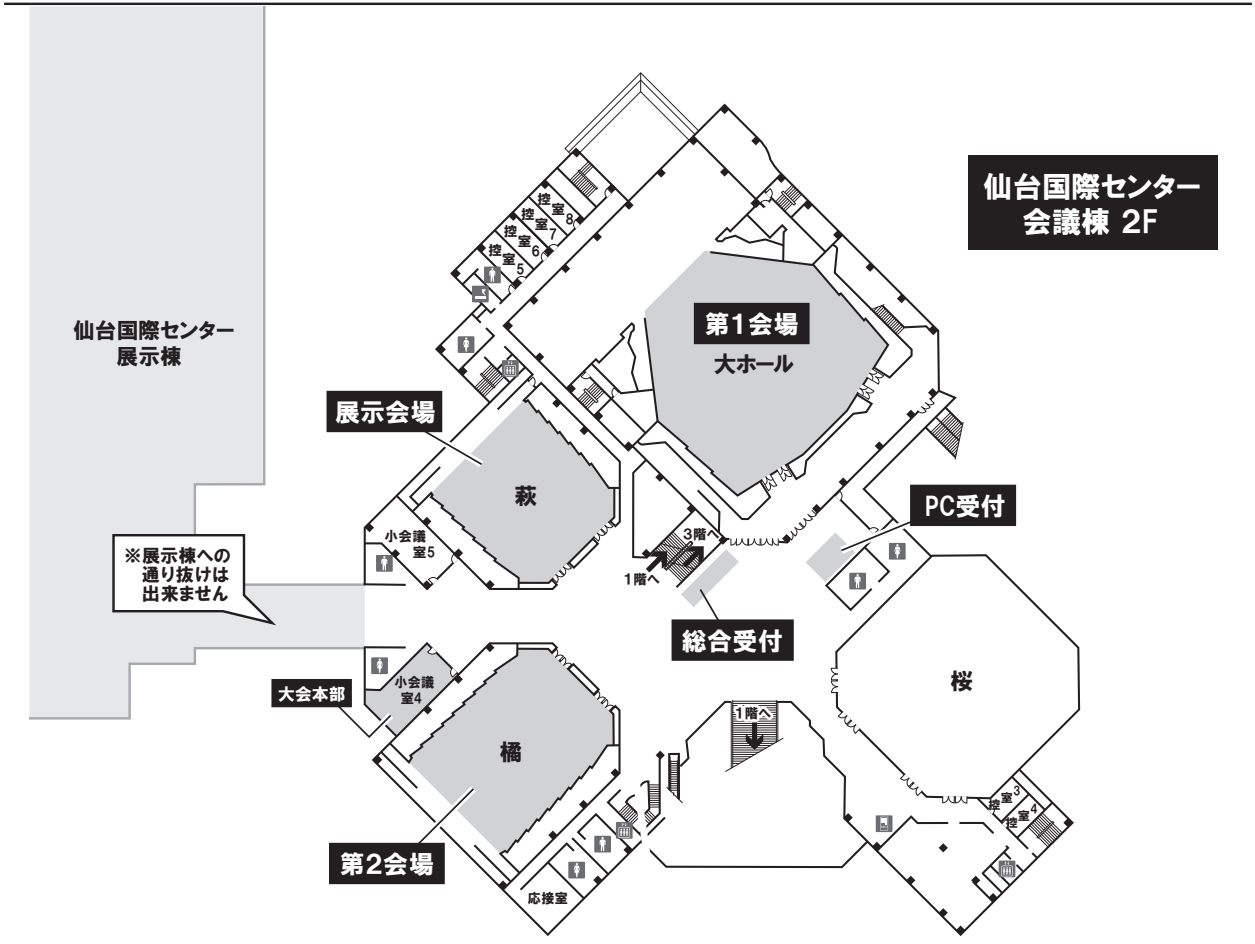 仙台国際センター
会議棟 2F
控室8
控室7
控室6
控室5
仙台国際センター
展示棟
第1会場
大ホール
展示会場
萩
PC受付
小会議
室5
3階へ
1階へ
※展示棟への
通り抜けは
出来ません
総合受付
大会本部
小会議
室4
桜
1階へ
橘
控室3
控室4
第2会場
応接室